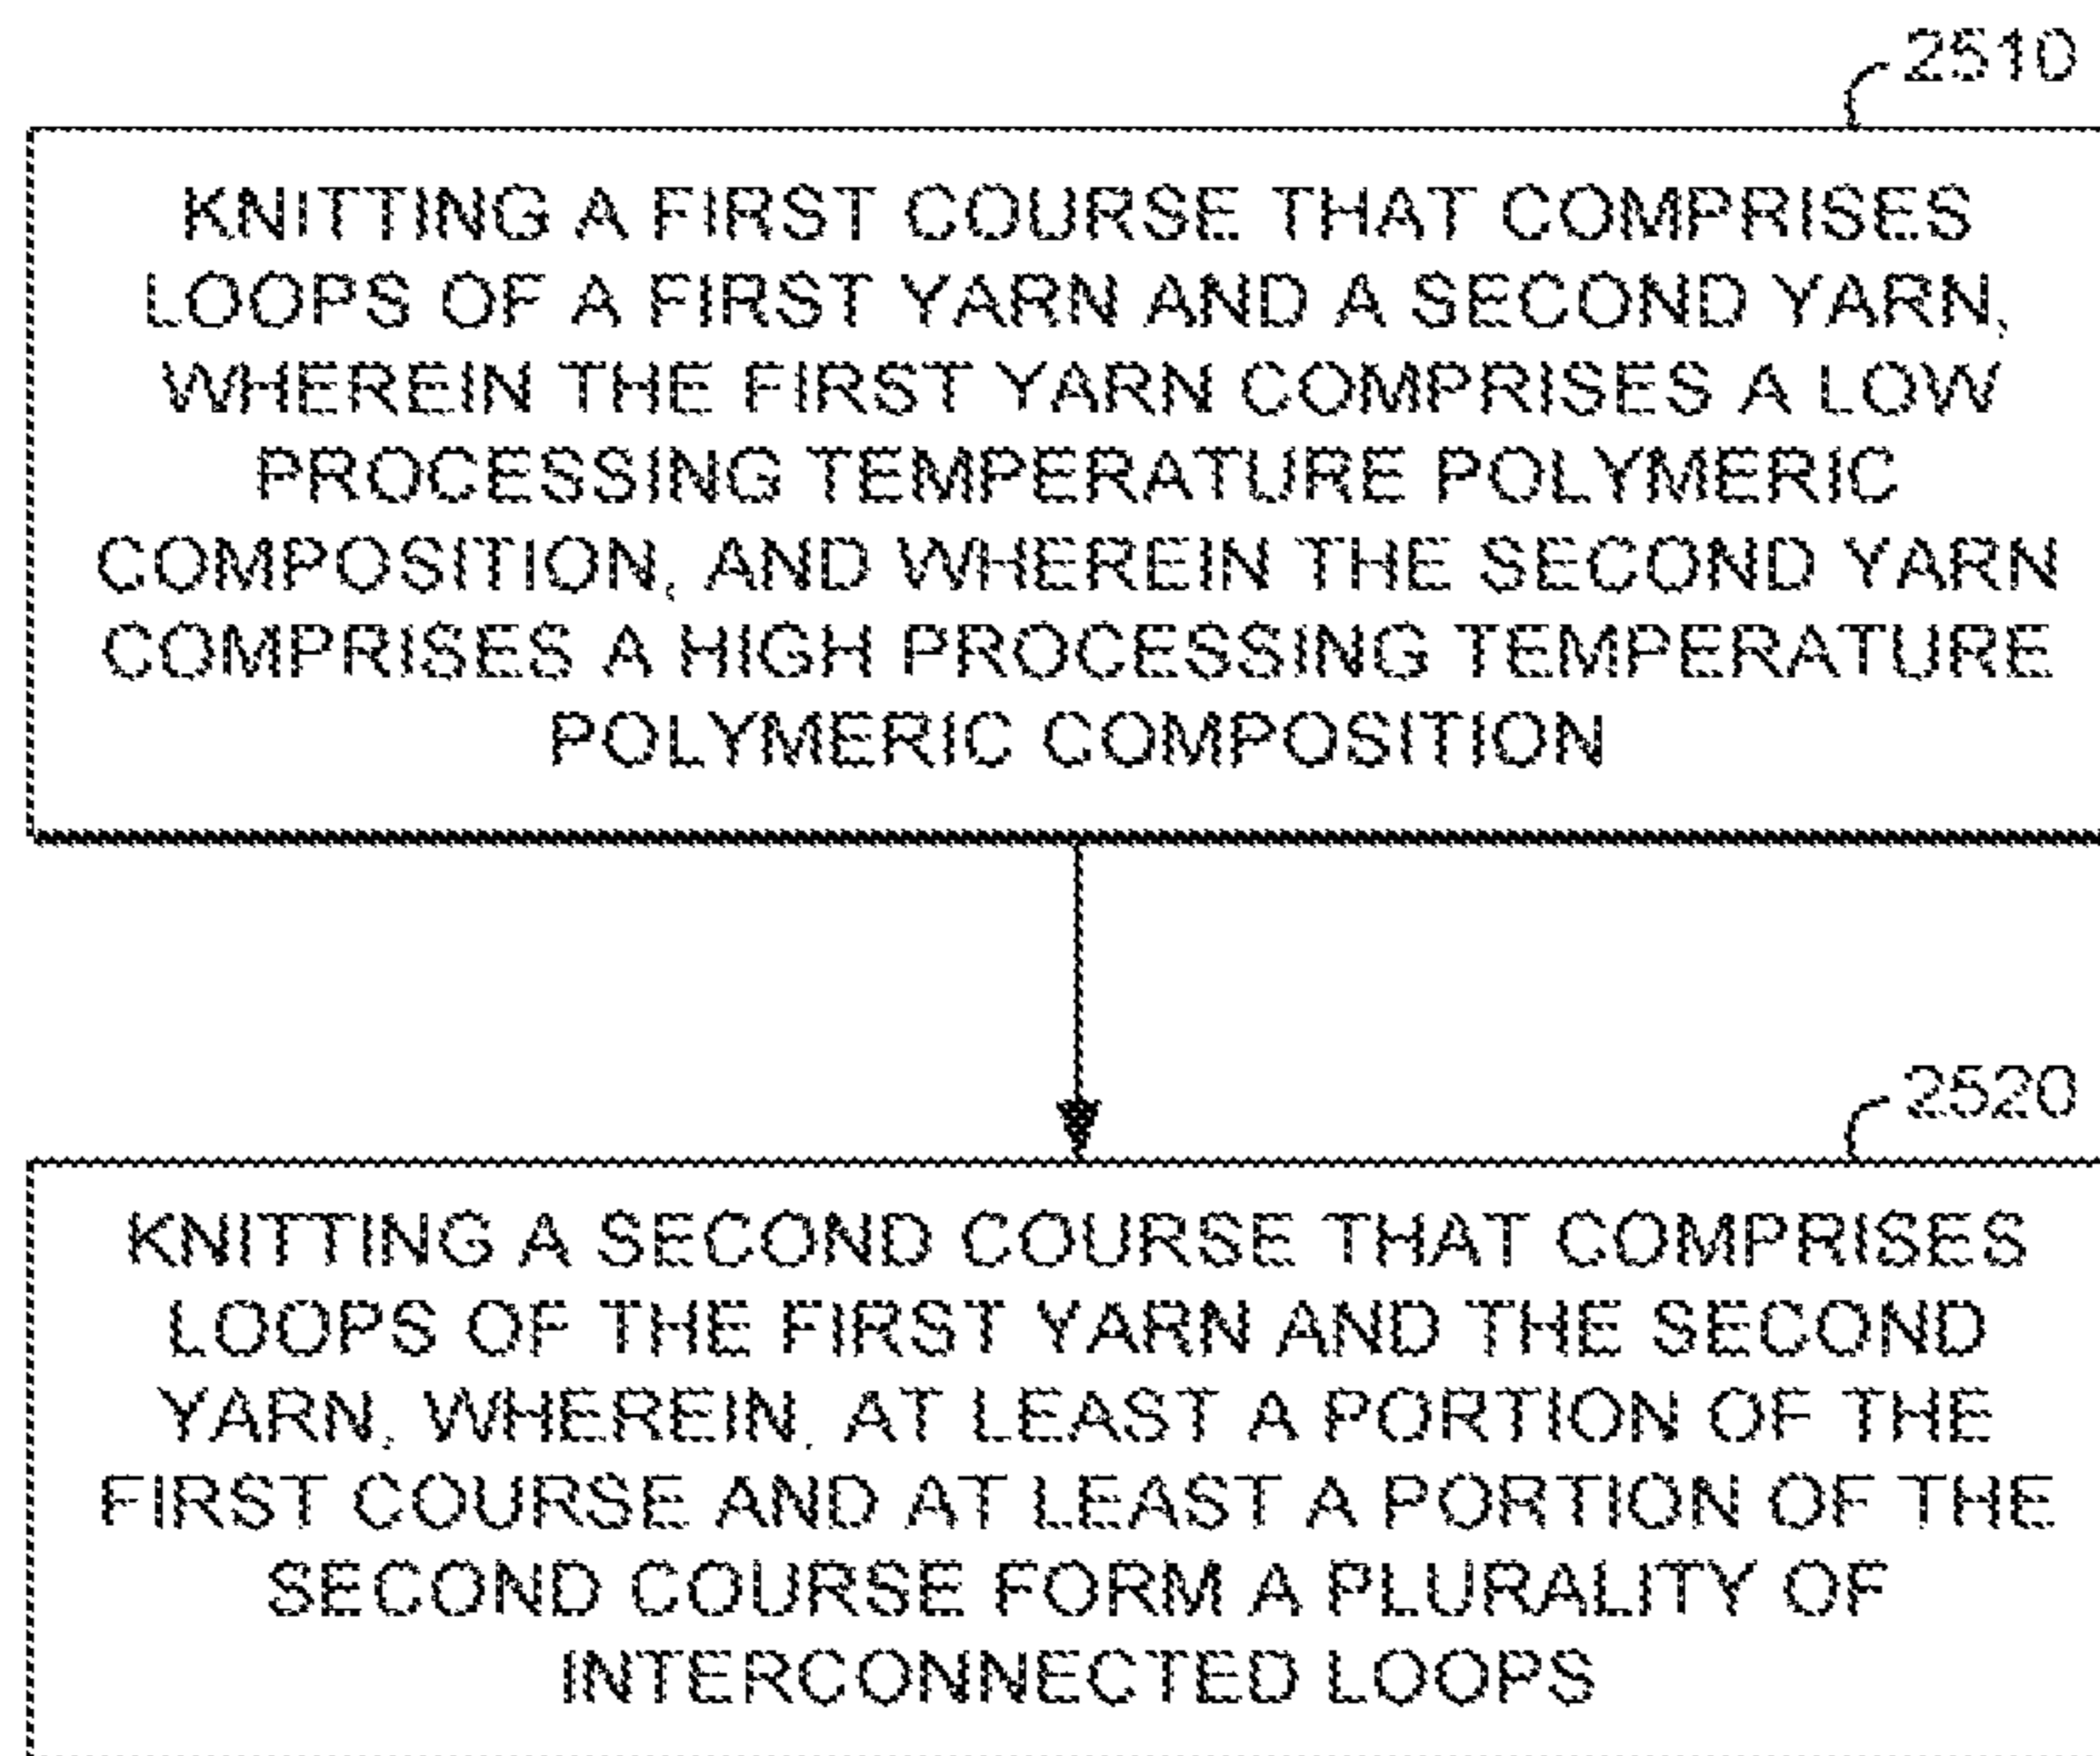 2510
KNITTING A FIRST COURSE THAT COMPRISES
LOOPS OF A FIRST YARN AND A SECOND YARN,
WHEREIN THE FIRST YARN COMPRISES A LOW
PROCESSING TEMPERATURE POLYMERIC
COMPOSITION, AND WHEREIN THE SECOND YARN
COMPRISES A HIGH PROCESSING TEMPERATURE
POLYMERIC COMPOSITION
2520
KNITTING A SECOND COURSE THAT COMPRISES
LOOPS OF THE FIRST YARN AND THE SECOND
YARN, WHEREIN, AT LEAST A PORTION OF THE
FIRST COURSE AND AT LEAST A PORTION OF THE
SECOND COURSE FORM A PLURALITY OF
INTERCONNECTED LOOPS